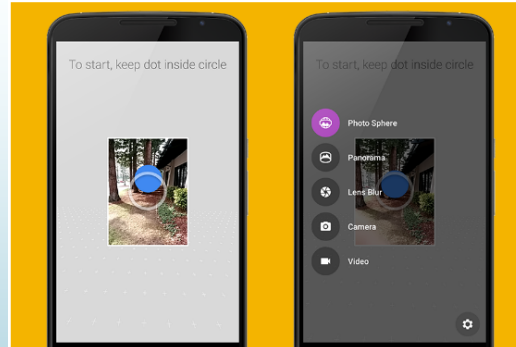 To start, keep dot inside circle
To start, keep dot inside circle
Photo Sphere
Panorama
Lens Blur
Camera
Video